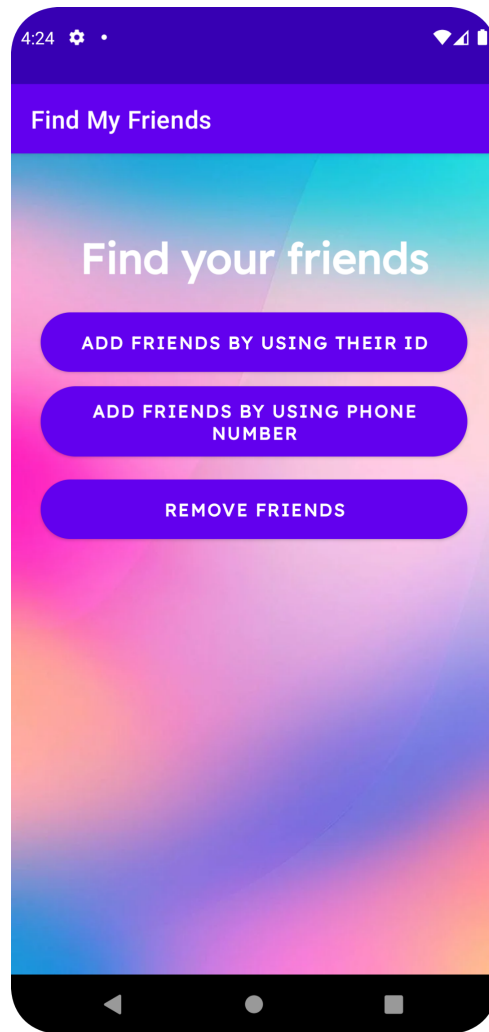 4:24
Find My Friends
Find your friends
ADD FRIENDS BY USING THEIR ID
ADD FRIENDS BY USING PHONE
NUMBER
REMOVE FRIENDS